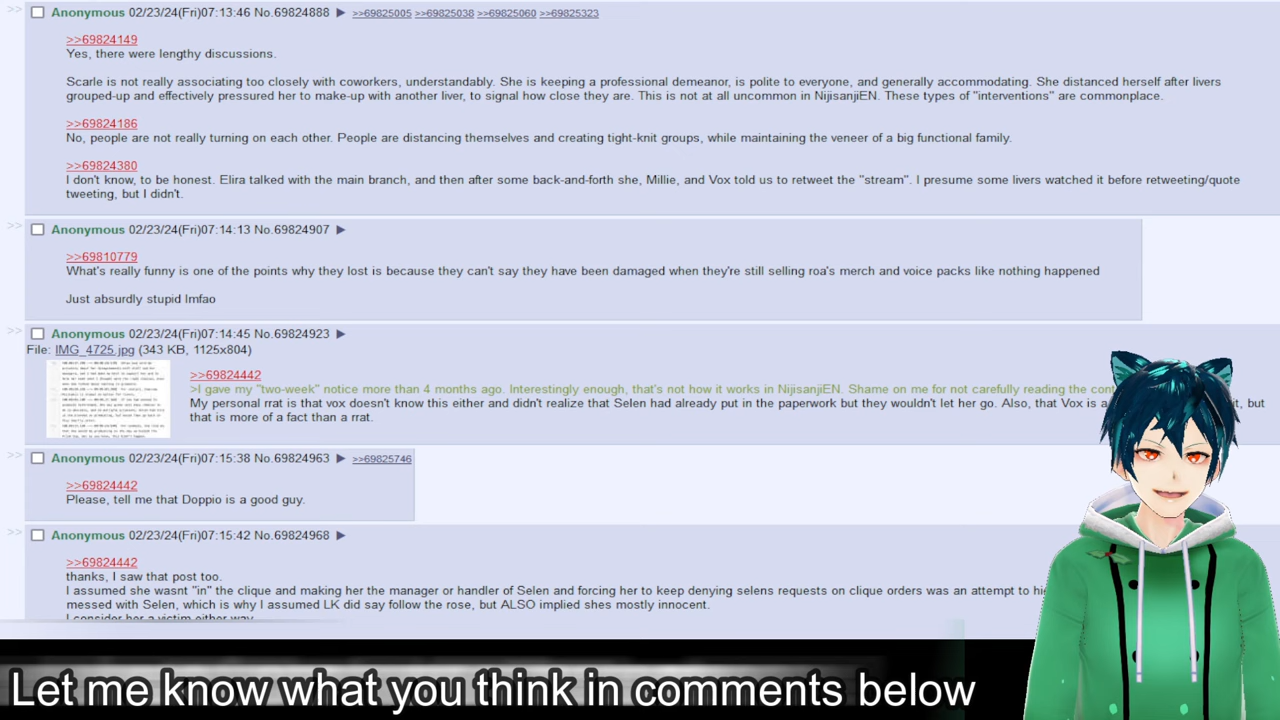 >> Anonymous 02/23/24(Fri)07:13:46 No.69824888 ▶ >>69825005 >>69825038 >>69825060 >>69825323
>>69824149
Yes, there were lengthy discussions.
Scarle is not really associating too closely with coworkers, understandably. She is keeping a professional demeanor, is polite to everyone, and generally accommodating. She distanced herself after livers
grouped-up and effectively pressured her to make-up with another liver, to signal how close they are. This is not at all uncommon in NijisanjiEN. These types of "interventions" are commonplace.
>>69824186
No, people are not really turning on each other. People are distancing themselves and creating tight-knit groups, while maintaining the veneer of a big functional family.
>>69824380
I don't know, to be honest. Elira talked with the main branch, and then after some back-and-forth she, Millie, and Vox told us to retweet the "stream". I presume some livers watched it before retweeting/quote
tweeting, but I didn't.
>> Anonymous 02/23/24(Fri)07:14:13 No.69824907 ▶
>>69810779
What's really funny is one of the points why they lost is because they can't say they have been damaged when they're still selling roa's merch and voice packs like nothing happened
Just absurdly stupid lmfao
>> Anonymous 02/23/24(Fri)07:14:45 No.69824923 ▶
File: IMG_4725.jpg (343 KB, 1125x804)
>>69824442
>I gave my "two-week" notice more than 4 months ago. Interestingly enough, that's not how it works in NijisanjiEN. Shame on me for not carefully reading the
My personal rrat is that vox doesn't know this either and didn't realize that Selen had already put in the paperwork but they wouldn't let her go. Also, that Vox is it, but
that is more of a fact than a rrat.
>> Anonymous 02/23/24(Fri)07:15:38 No.69824963 ▶ >>69825746
>>69824442
Please, tell me that Doppio is a good guy.
>> Anonymous 02/23/24(Fri)07:15:42 No.69824968 ▶
>>69824442
thanks, I saw that post too.
I assumed she wasnt "in" the clique and making her the manager or handler of Selen and forcing her to keep denying selens requests on clique orders was an attempt to
messed with Selen, which is why I assumed LK did say follow the rose, but ALSO implied shes mostly innocent.
I consider her a victim either way
Let me know what you think in comments below